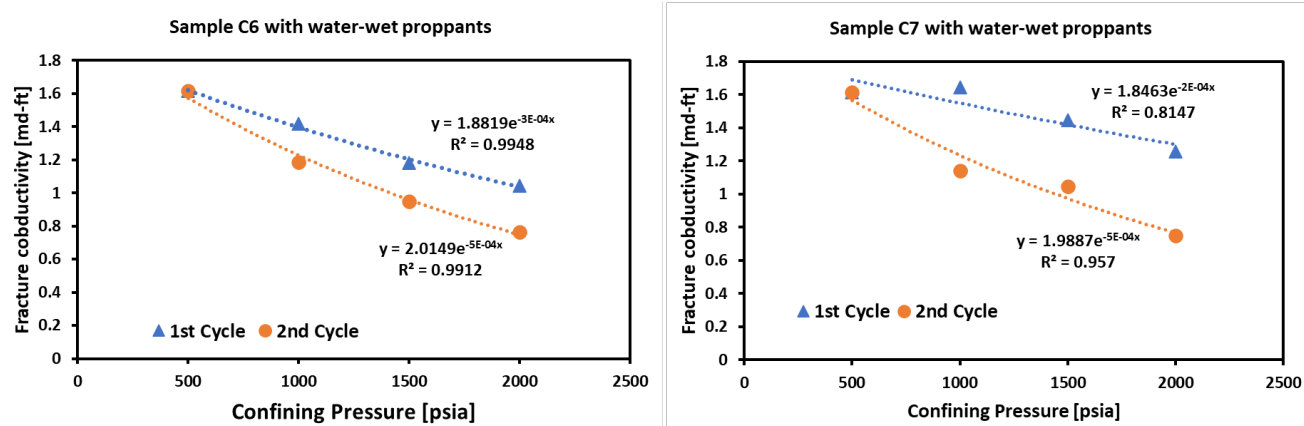 Sample C6 with water-wet proppants
Fracture cobductivity [md-ft]
1.8
1.6
1.4
1.2
1
0.8
0.6
0.4
0.2
0
y = 1.8819e^-3E-04x
R² = 0.9948
y = 2.0149e^-5E-04x
R² = 0.9912
1st Cycle 2nd Cycle
0 500 1000 1500 2000 2500
Confining Pressure [psia]
Sample C7 with water-wet proppants
Fracture cobductivity [md-ft]
1.8
1.6
1.4
1.2
1
0.8
0.6
0.4
0.2
0
y = 1.8463e^-2E-04x
R² = 0.8147
y = 1.9887e^-5E-04x
R² = 0.957
1st Cycle 2nd Cycle
0 500 1000 1500 2000 2500
Confining Pressure [psia]